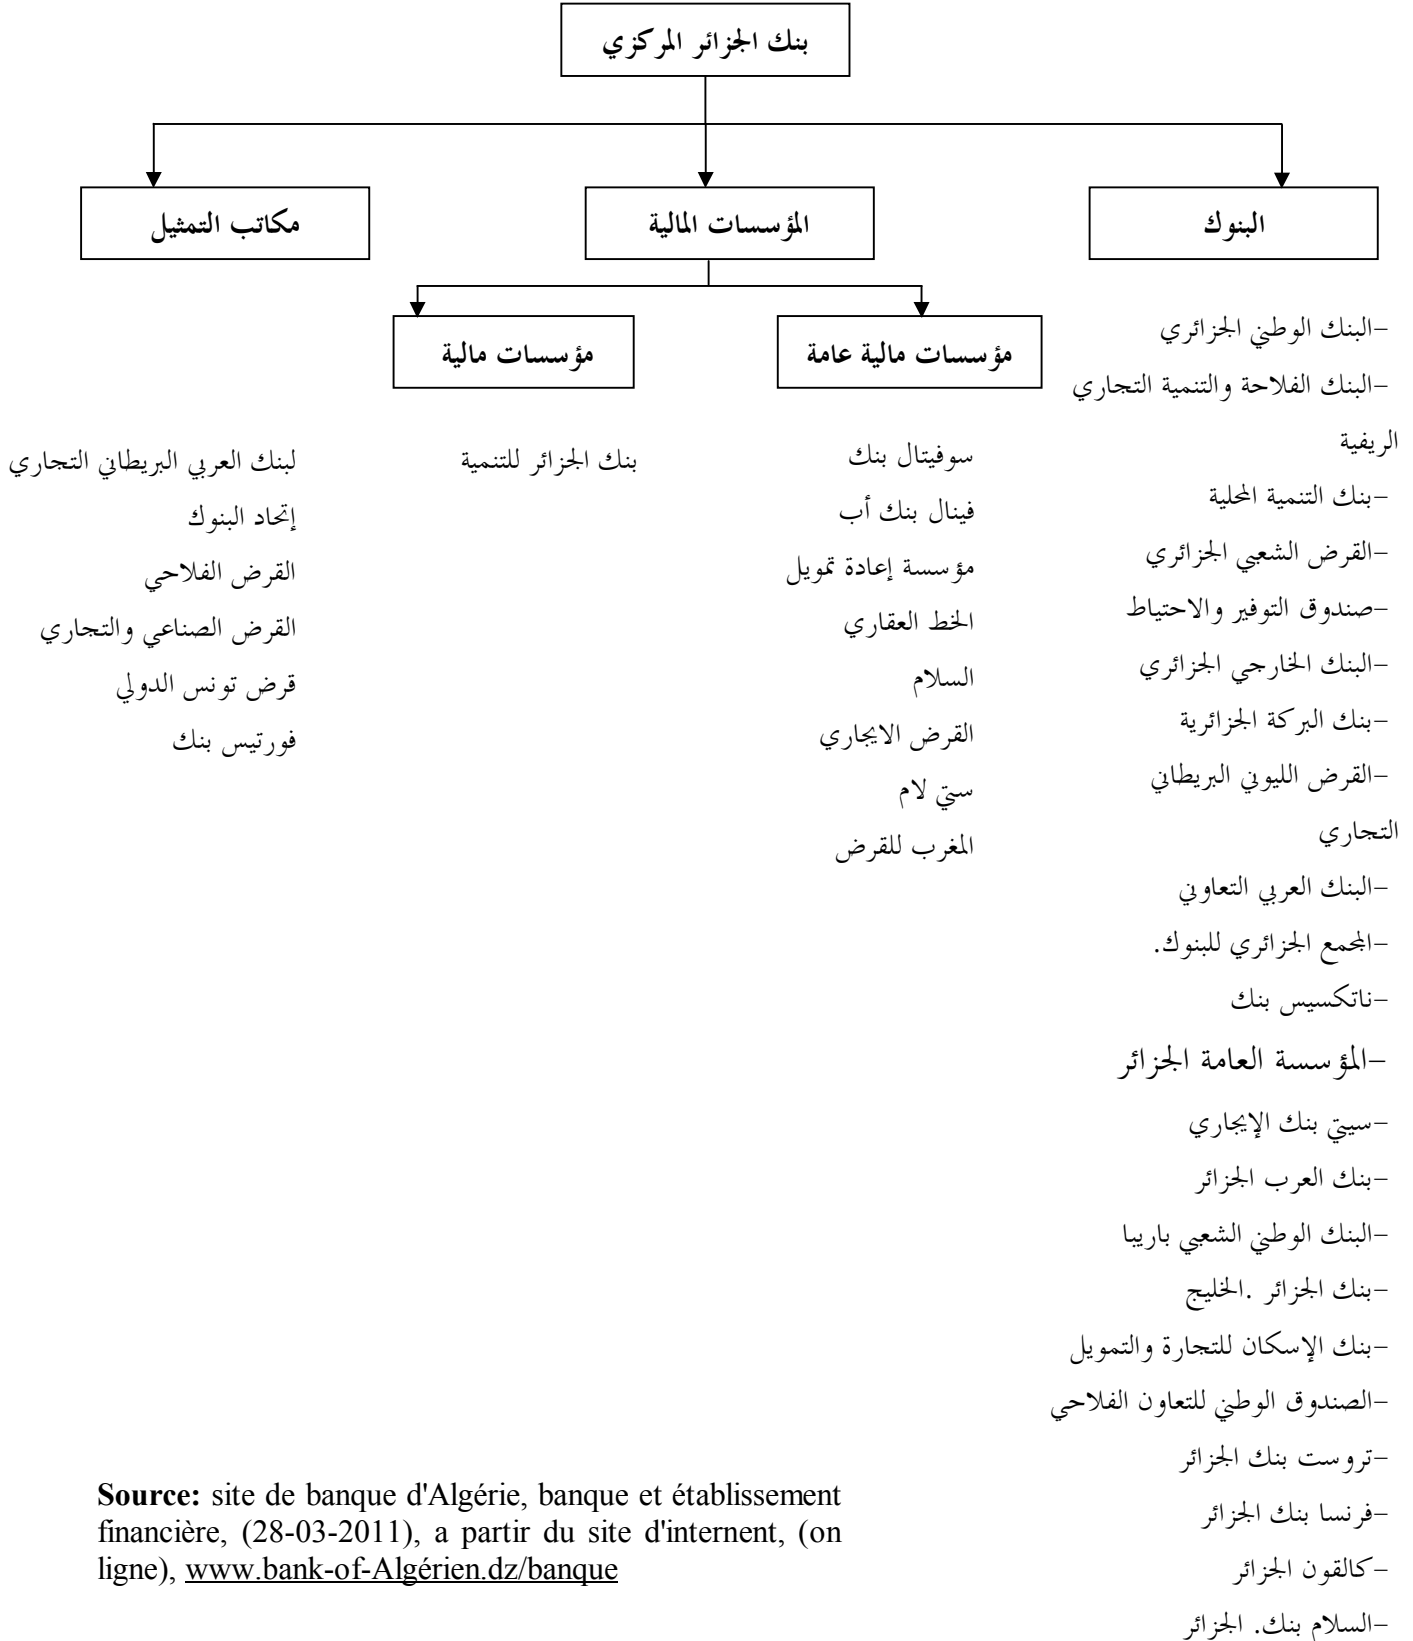 بنك الجزائر المركزي
البنوك
المؤسسات المالية
مكاتب التمثيل
مؤسسات مالية عامة
مؤسسات مالية
-البنك الوطني الجزائري
-البنك الفلاحة والتنمية التجاري
الريفية
-بنك التنمية المحلية
-القرض الشعبي الجزائري
-صندوق التوفير والاحتياط
-البنك الخارجي الجزائري
-بنك البركة الجزائرية
-القرض الليوني البريطاني
التجاري
-البنك العربي التعاوني
-المجمع الجزائري للبنوك.
-ناتكسيس بنك
-المؤسسة العامة الجزائر
-سيتي بنك الإيجاري
-بنك العرب الجزائر
-البنك الوطني الشعبي باريبا
-بنك الجزائر .الخليج
-بنك الإسكان للتجارة والتمويل
-الصندوق الوطني للتعاون الفلاحي
-تروست بنك الجزائر
-فرنسا بنك الجزائر
-كالقون الجزائر
-السلام بنك. الجزائر
سوفيتال بنك
فينال بنك أب
مؤسسة إعادة تمويل
الخط العقاري
السلام
القرض الايجاري
ستي لام
المغرب للقرض
بنك الجزائر للتنمية
لبنك العربي البريطاني التجاري
إتحاد البنوك
القرض الفلاحي
القرض الصناعي والتجاري
قرض تونس الدولي
فورتيس بنك
Source: site de banque d'Algérie, banque et établissement
financière, (28-03-2011), a partir du site d'internent, (on
ligne), www.bank-of-Algérien.dz/banque